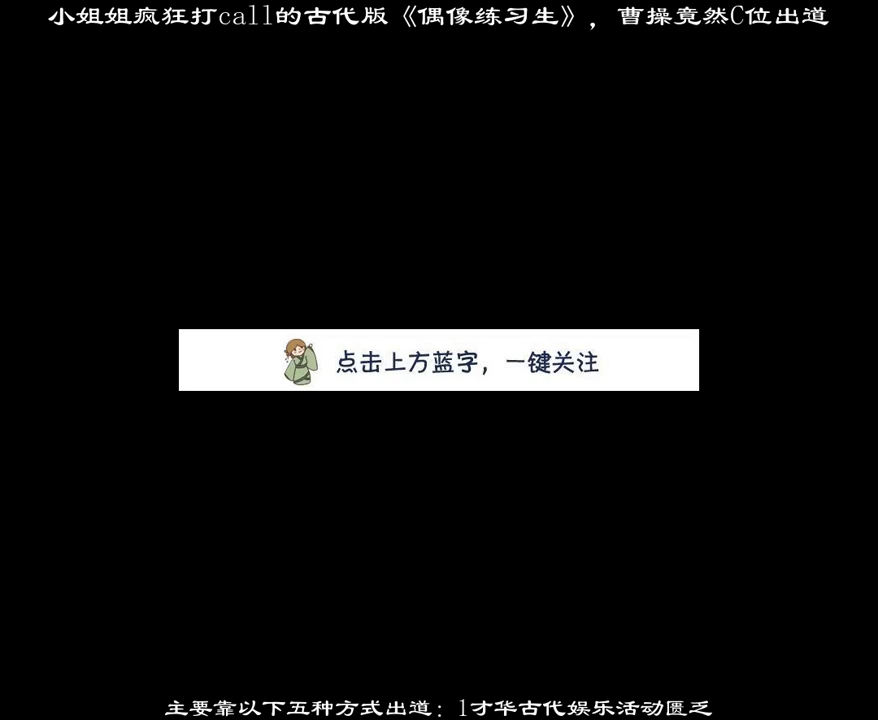 小姐姐疯狂打call的古代版《偶像练习生》，曹操竟然C位出道
点击上方蓝字，一键关注
主要靠以下五种方式出道：1才华古代娱乐活动匮乏